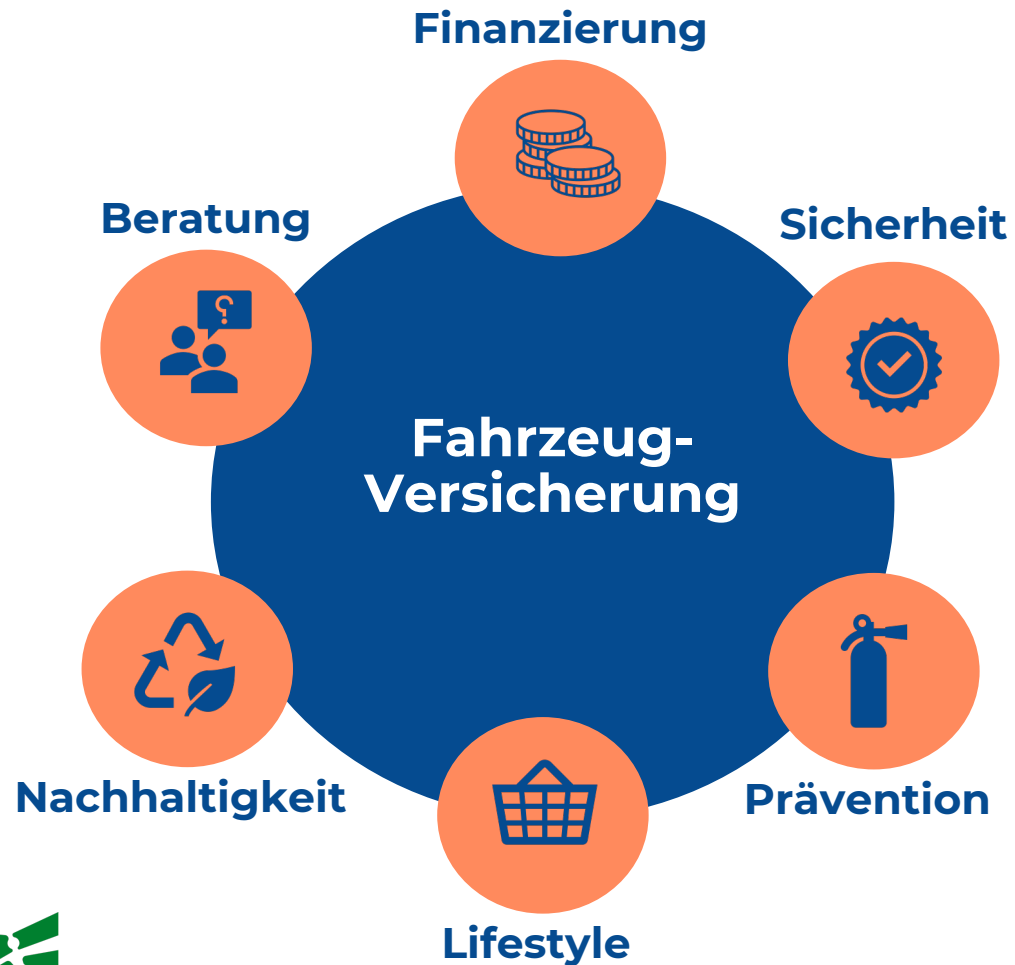 Finanzierung
Beratung
Sicherheit
Fahrzeug-
Versicherung
Nachhaltigkeit
Prävention
Lifestyle